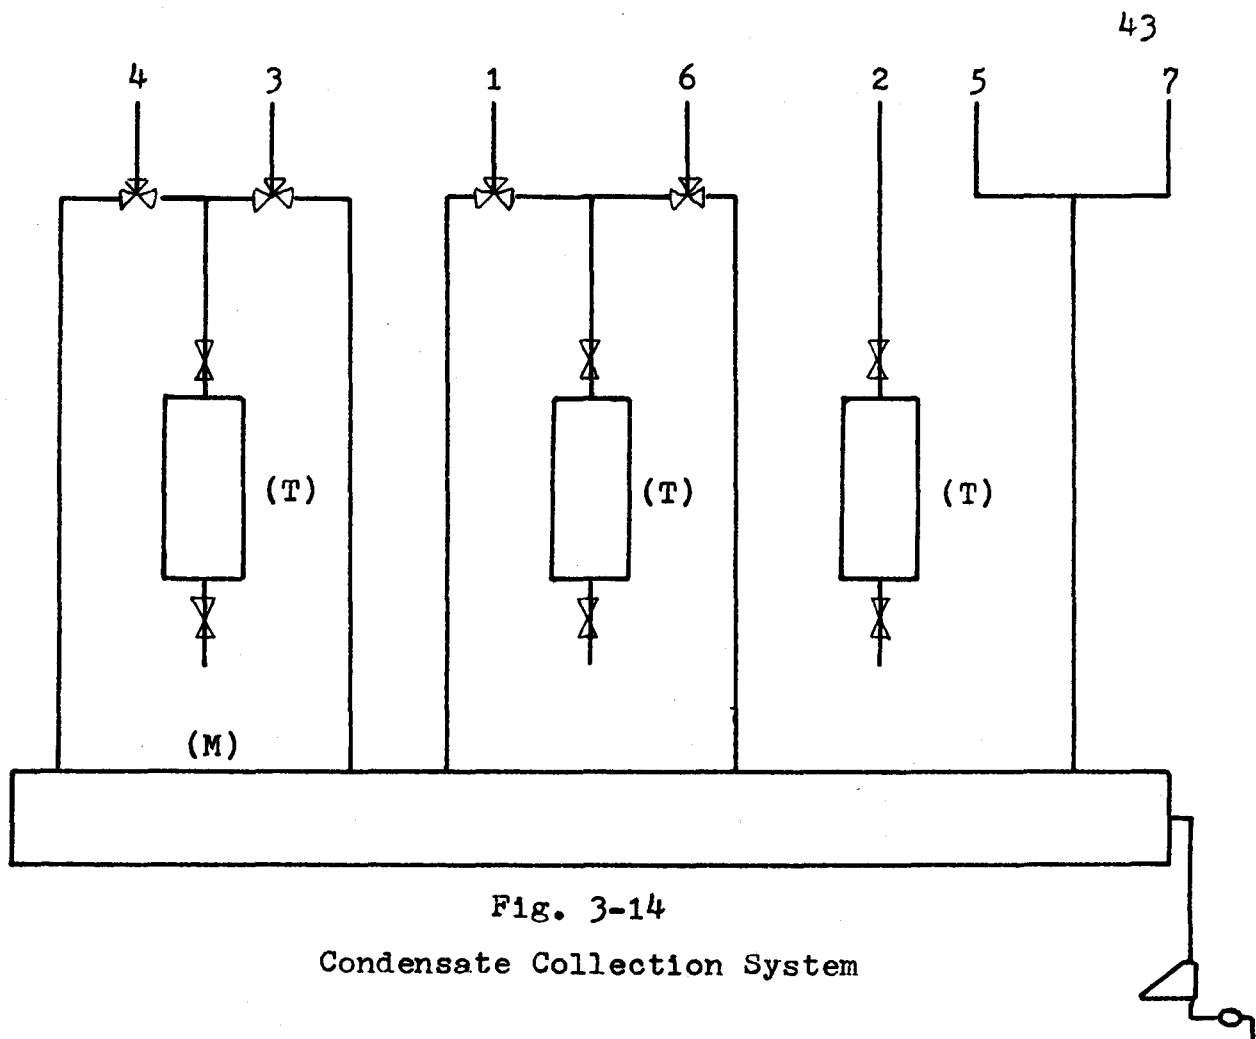 43
4 3 1 6 2 5 7
(T) (T) (T)
(M)
Fig. 3-14
Condensate Collection System